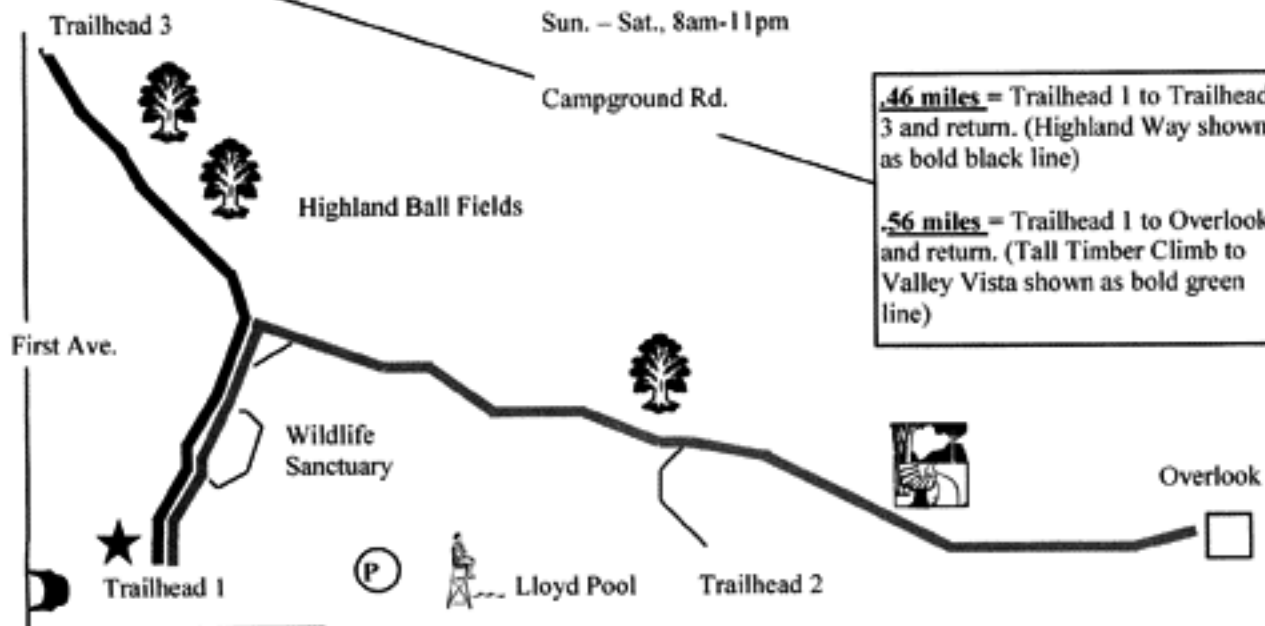 Trailhead 3
Sun. – Sat., 8am-11pm
Campground Rd.
.46 miles = Trailhead 1 to Trailhead
3 and return. (Highland Way shown
as bold black line)
.56 miles = Trailhead 1 to Overlook
and return. (Tall Timber Climb to
Valley Vista shown as bold green
line)
Highland Ball Fields
First Ave.
Wildlife
Sanctuary
Overlook
Trailhead 1
P
Lloyd Pool
Trailhead 2